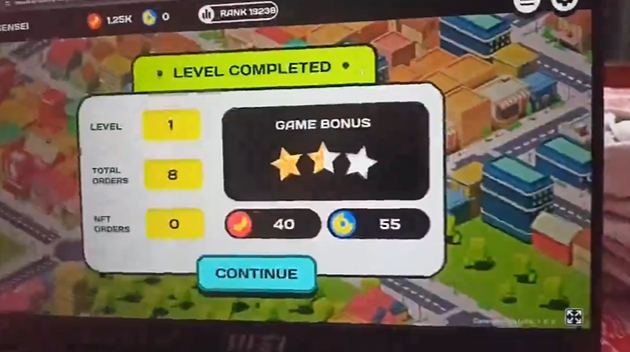 SENSEI
1.25K
0
RANK 19238
LEVEL COMPLETED
LEVEL
1
GAME BONUS
TOTAL
ORDERS
8
NFT
ORDERS
0
40
55
CONTINUE